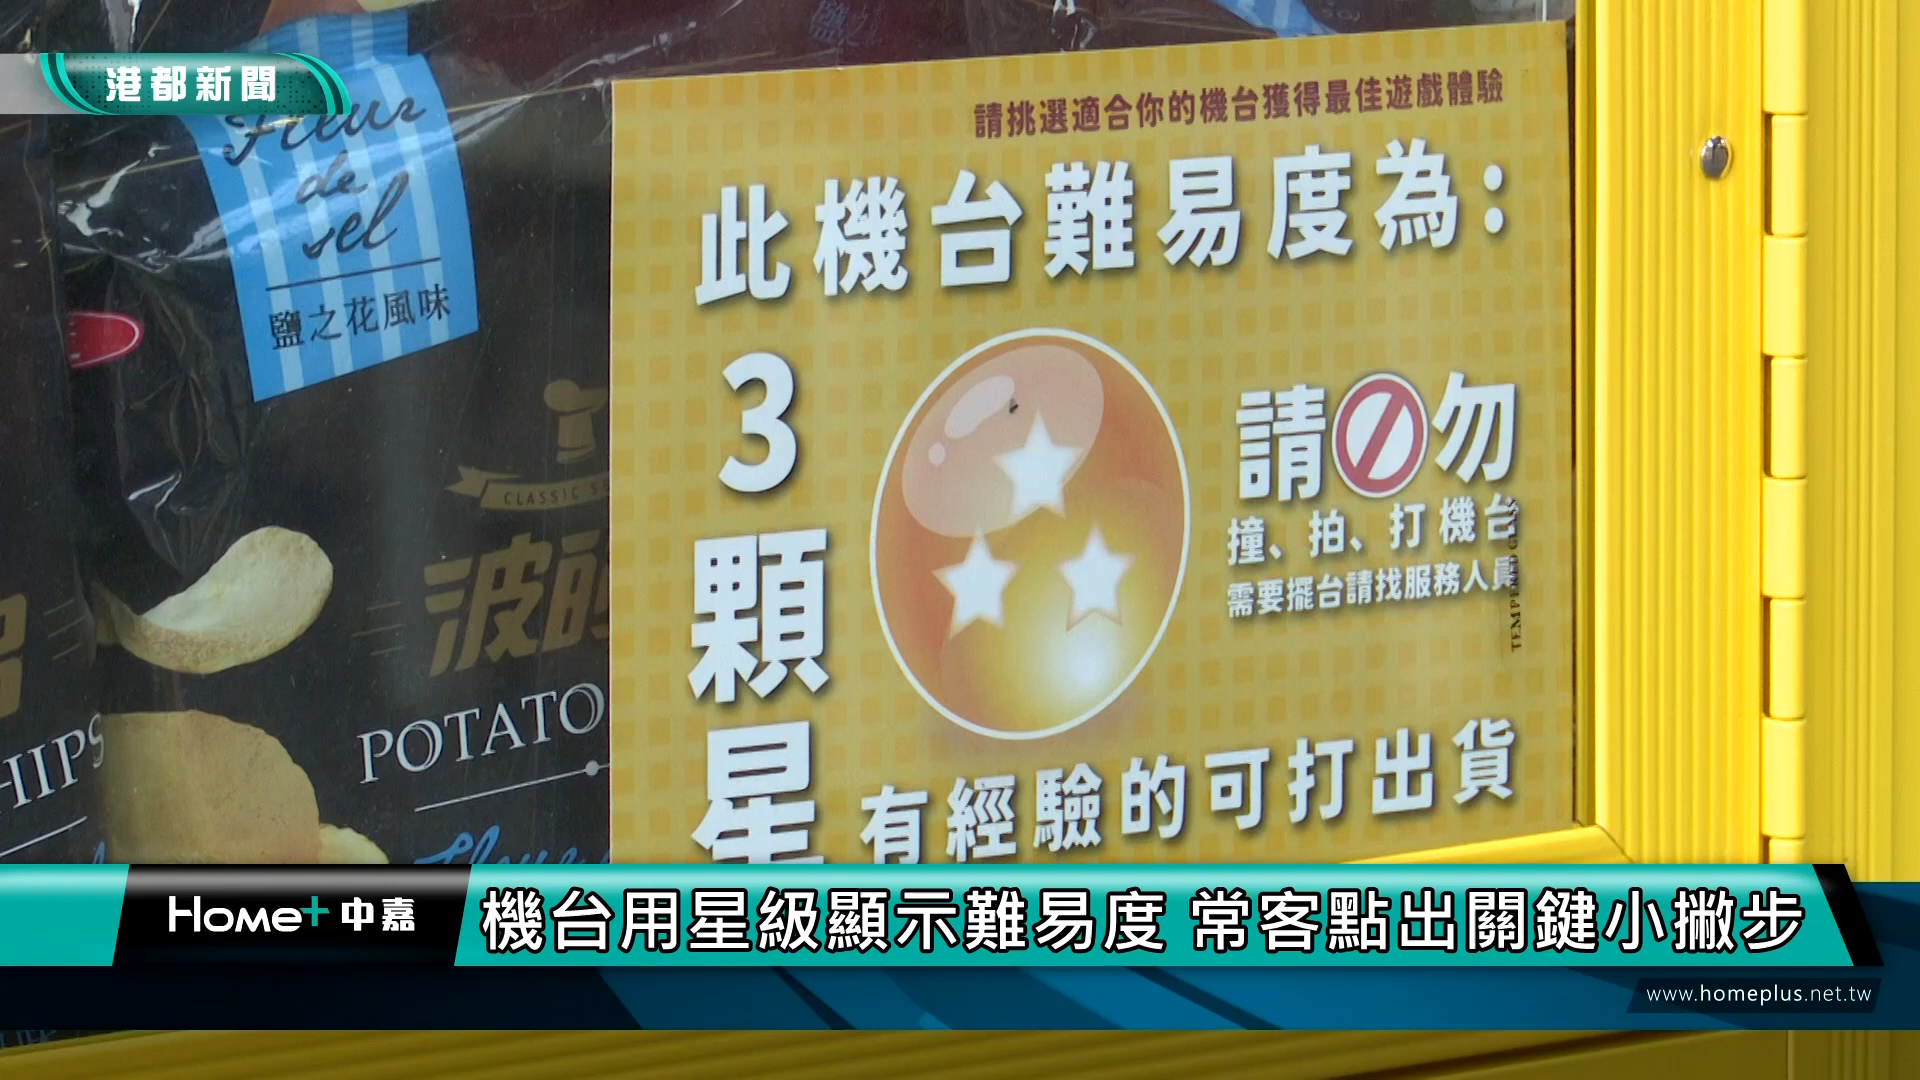 港都新聞
Fleur
de
sel
鹽之花風味
CLASSIC
波的
POTATO
HIPS
請挑選適合你的機台獲得最佳遊戲體驗
此機台難易度為:
3顆星
請勿
撞、拍、打機台
需要擺台請找服務人員
有經驗的可打出貨
Home+中嘉
機台用星級顯示難易度 常客點出關鍵小撇步
www.homeplus.net.tw